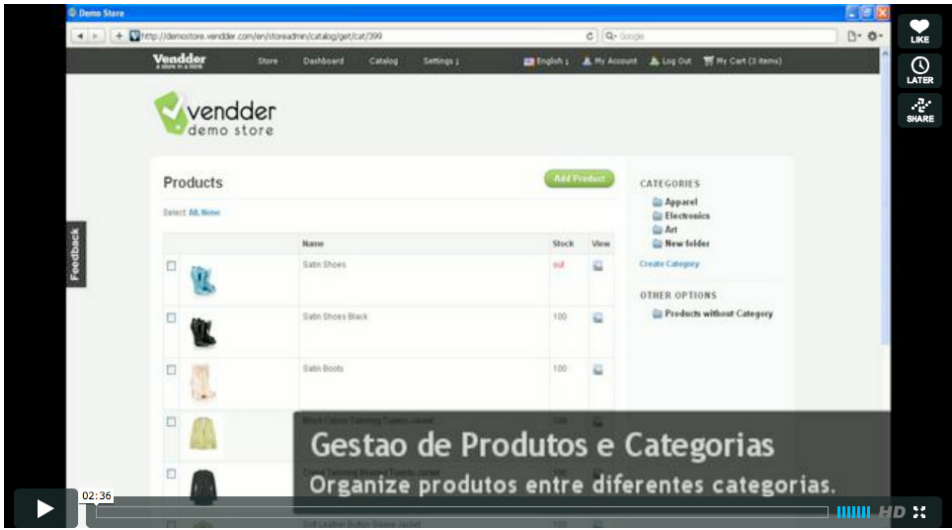 Demo Store
http://demostore.vendder.com/en/storeadmin/catalog/get/cat/399
Google
Vendder
Store Dashboard Catalog Settings
English My Account Log Out My Cart (3 items)
vendder
demo store
LIKE
LATER
SHARE
Feedback
Products
Add Product
Select All, None
Name Stock View
Satin Shoes out
Satin Shoes Black 100
Satin Boots 100
CATEGORIES
Apparel
Electronics
Art
New folder
Create Category
OTHER OPTIONS
Products without Category
Gestao de Produtos e Categorias
Organize produtos entre diferentes categorias.
02:36
HD